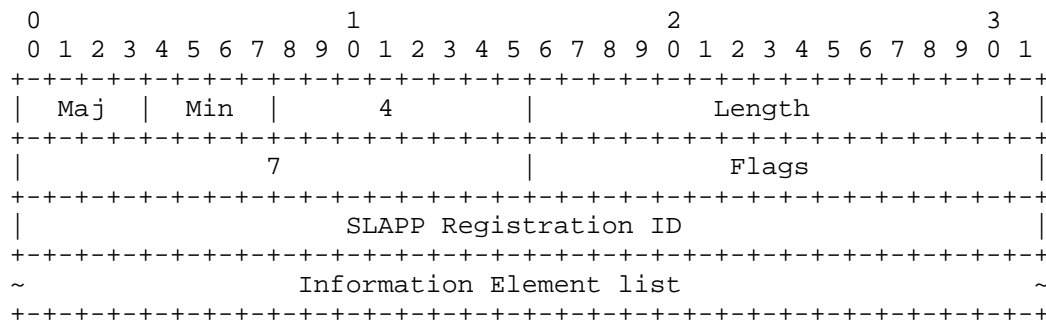 0                   1                   2                   3
 0 1 2 3 4 5 6 7 8 9 0 1 2 3 4 5 6 7 8 9 0 1 2 3 4 5 6 7 8 9 0 1
+-+-+-+-+-+-+-+-+-+-+-+-+-+-+-+-+-+-+-+-+-+-+-+-+-+-+-+-+-+-+-+-+
|  Maj  |  Min  |       4       |            Length             |
+-+-+-+-+-+-+-+-+-+-+-+-+-+-+-+-+-+-+-+-+-+-+-+-+-+-+-+-+-+-+-+-+
|               7               |             Flags             |
+-+-+-+-+-+-+-+-+-+-+-+-+-+-+-+-+-+-+-+-+-+-+-+-+-+-+-+-+-+-+-+-+
|                    SLAPP Registration ID                      |
+-+-+-+-+-+-+-+-+-+-+-+-+-+-+-+-+-+-+-+-+-+-+-+-+-+-+-+-+-+-+-+-+
~                 Information Element list                      ~
+-+-+-+-+-+-+-+-+-+-+-+-+-+-+-+-+-+-+-+-+-+-+-+-+-+-+-+-+-+-+-+-+